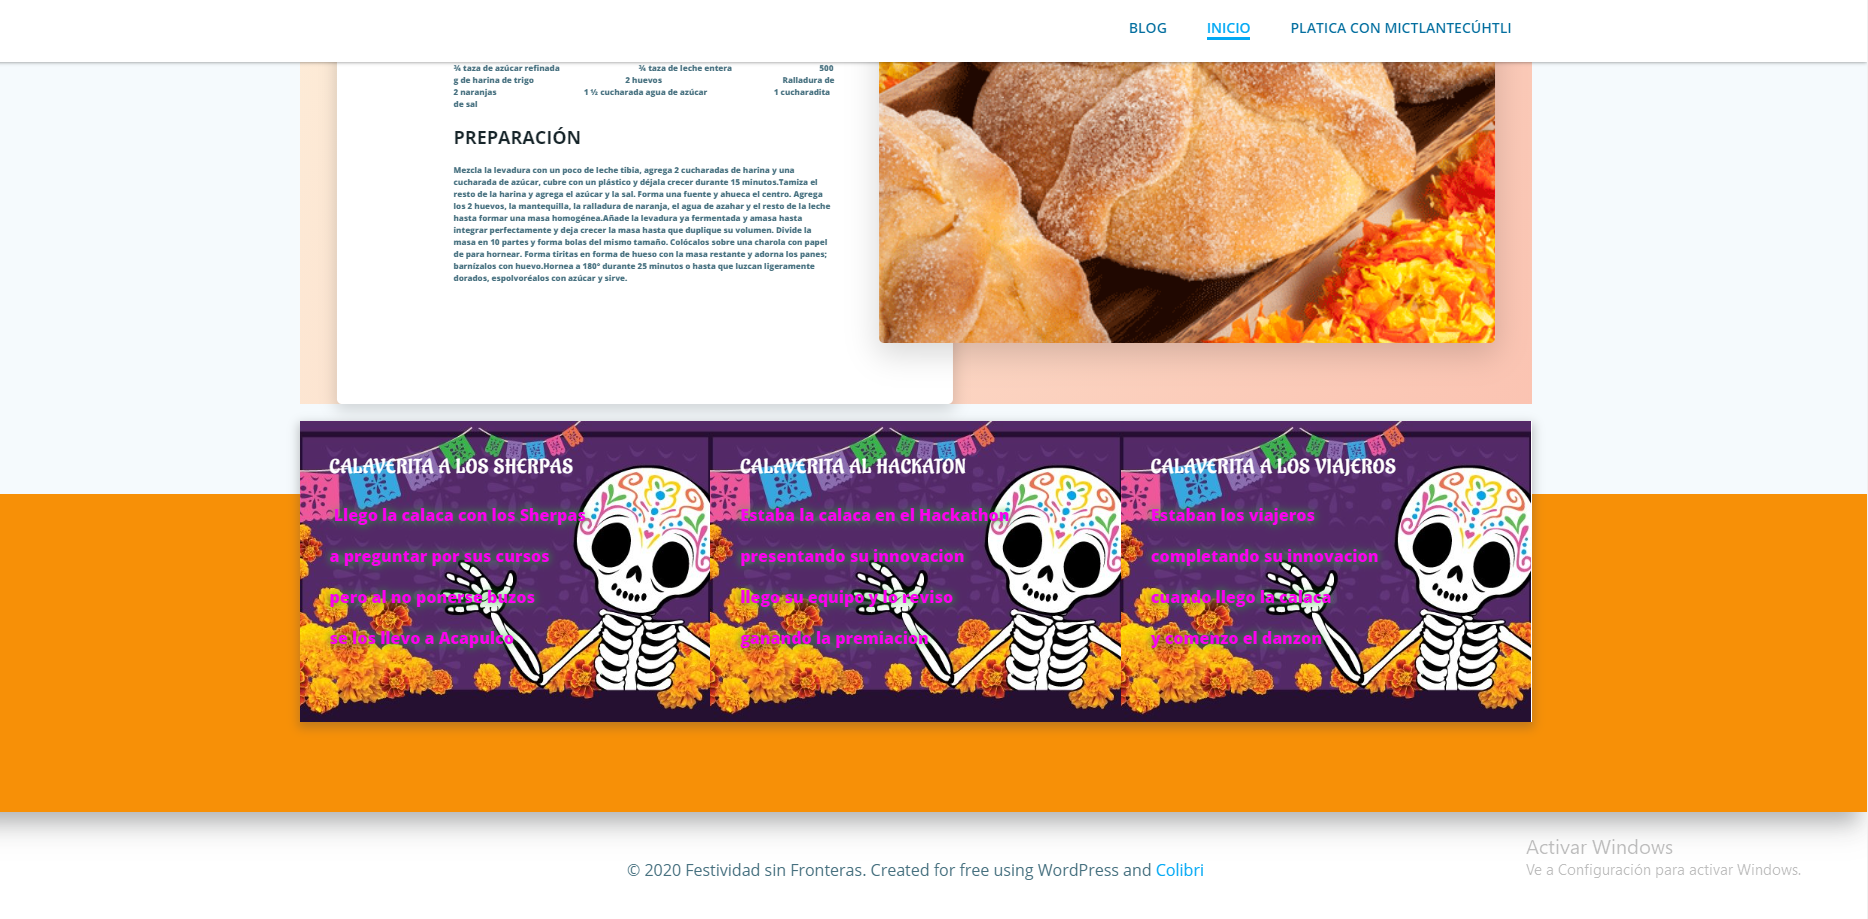 BLOG INICIO PLATICA CON MICTLANTECÚHTLI
¾ taza de azúcar refinada ¾ taza de leche entera 500
g de harina de trigo 2 huevos Ralladura de
2 naranjas 1 ½ cucharada agua de azúcar 1 cucharadita
de sal
PREPARACIÓN
Mezcla la levadura con un poco de leche tibia, agrega 2 cucharadas de harina y una
cucharada de azúcar, cubre con un plástico y déjala crecer durante 15 minutos.Tamiza el
resto de la harina y agrega el azúcar y la sal. Forma una fuente y ahueca el centro. Agrega
los 2 huevos, la mantequilla, la ralladura de naranja, el agua de azahar y el resto de la leche
hasta formar una masa homogénea.Añade la levadura ya fermentada y amasa hasta
integrar perfectamente y deja crecer la masa hasta que duplique su volumen. Divide la
masa en 10 partes y forma bolas del mismo tamaño. Colócalos sobre una charola con papel
de para hornear. Forma tiritas en forma de hueso con la masa restante y adorna los panes;
barnízalos con huevo.Hornea a 180° durante 25 minutos o hasta que luzcan ligeramente
dorados, espolvoréalos con azúcar y sirve.
CALAVERITA A LOS SHERPAS
Llego la calaca con los Sherpas
a preguntar por sus cursos
pero al no ponerse buzos
se los llevo a Acapulco
CALAVERITA AL HACKATON
Estaba la calaca en el Hackathon
presentando su innovacion
llego su equipo y lo reviso
ganando la premiacion
CALAVERITA A LOS VIAJEROS
Estaban los viajeros
completando su innovacion
cuando llego la calaca
y comenzo el danzon
© 2020 Festividad sin Fronteras. Created for free using WordPress and Colibri
Activar Windows
Ve a Configuración para activar Windows.